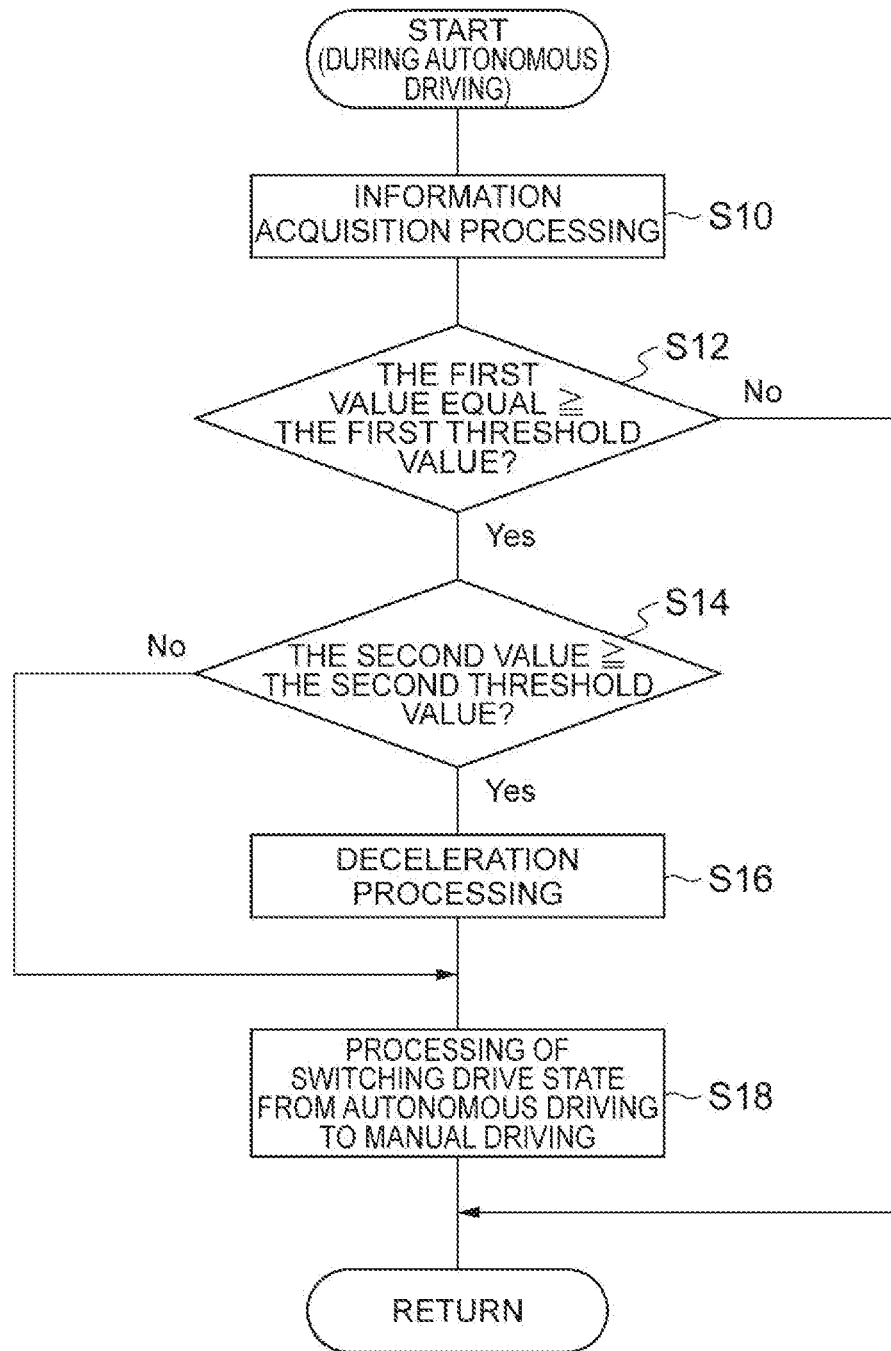 START
(DURING AUTONOMOUS
DRIVING)
INFORMATION
ACQUISITION PROCESSING
S10
S12
THE FIRST
VALUE EQUAL ≧
THE FIRST THRESHOLD
VALUE?
No
Yes
S14
No
THE SECOND VALUE ≧
THE SECOND THRESHOLD
VALUE?
Yes
DECELERATION
PROCESSING
S16
PROCESSING OF
SWITCHING DRIVE STATE
FROM AUTONOMOUS DRIVING
TO MANUAL DRIVING
S18
RETURN